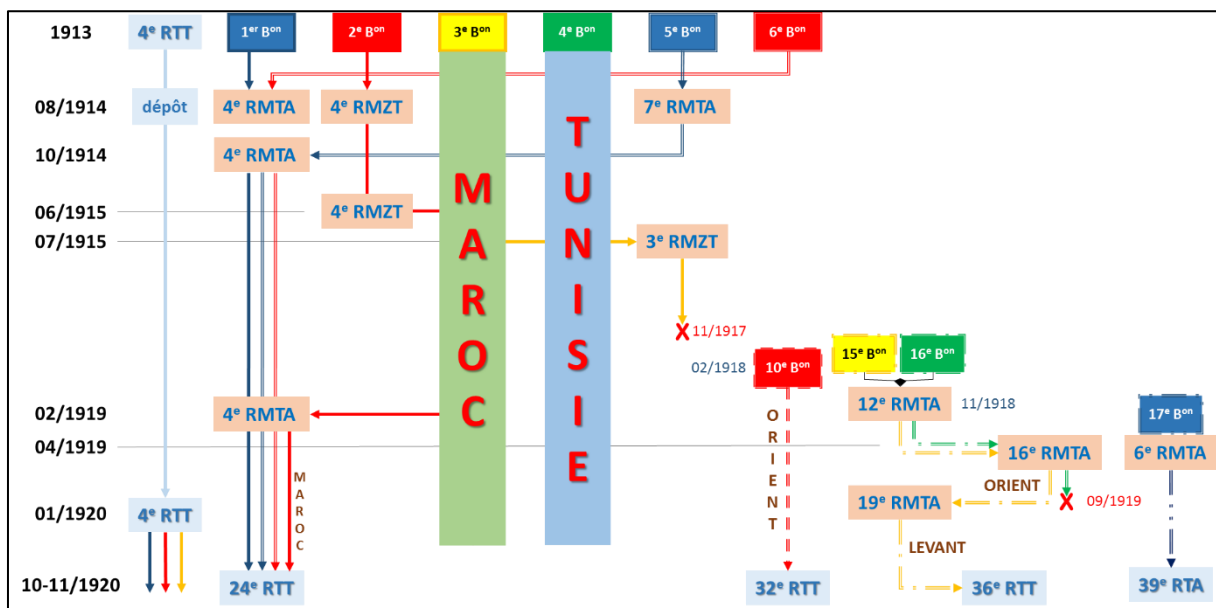 1913 4e RTT 1er Bon 2e Bon 3e Bon 4e Bon 5e Bon 6e Bon
08/1914 dépôt 4e RMTA 4e RMZT 7e RMTA
10/1914 4e RMTA
06/1915 4e RMZT
07/1915 3e RMZT
MAROC
TUNISIE
11/1917
02/1918 10e Bon 15e Bon 16e Bon
02/1919 4e RMTA 12e RMTA 11/1918 17e Bon
04/1919 16e RMTA 6e RMTA
MAROC
ORIENT
ORIENT
01/1920 4e RTT 19e RMTA 09/1919
LEVANT
10-11/1920 24e RTT 32e RTT 36e RTT 39e RTA